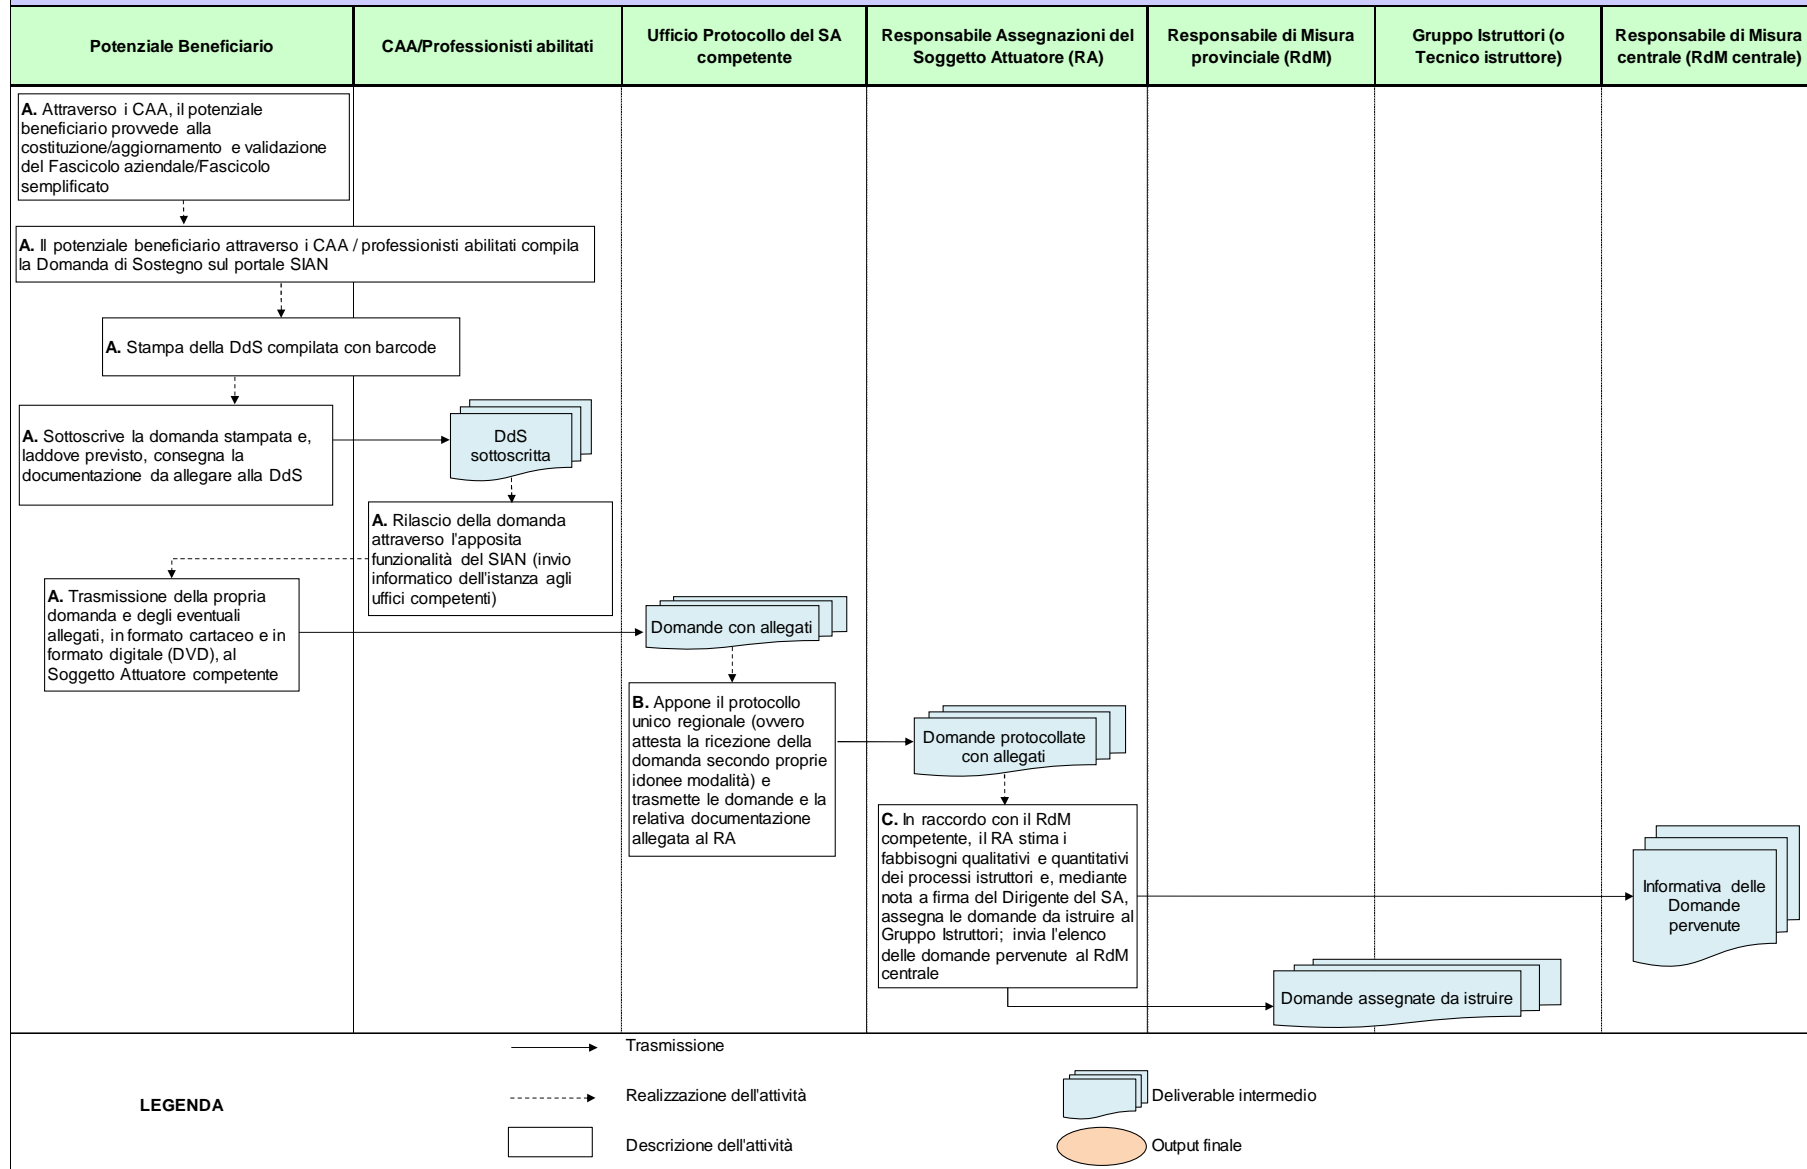 Potenziale Beneficiario
CAA/Professionisti abilitati
Ufficio Protocollo del SA
competente
Responsabile Assegnazioni del
Soggetto Attuatore (RA)
Responsabile di Misura
provinciale (RdM)
Gruppo Istruttori (o
Tecnico istruttore)
Responsabile di Misura
centrale (RdM centrale)
A. Attraverso i CAA, il potenziale
beneficiario provvede alla
costituzione/aggiornamento e validazione
del Fascicolo aziendale/Fascicolo
semplificato
A. Il potenziale beneficiario attraverso i CAA / professionisti abilitati compila
la Domanda di Sostegno sul portale SIAN
A. Stampa della DdS compilata con barcode
A. Sottoscrive la domanda stampata e,
laddove previsto, consegna la
documentazione da allegare alla DdS
DdS
sottoscritta
A. Rilascio della domanda
attraverso l'apposita
funzionalità del SIAN (invio
informatico dell'istanza agli
uffici competenti)
A. Trasmissione della propria
domanda e degli eventuali
allegati, in formato cartaceo e in
formato digitale (DVD), al
Soggetto Attuatore competente
Domande con allegati
B. Appone il protocollo
unico regionale (ovvero
attesta la ricezione della
domanda secondo proprie
idonee modalità) e
trasmette le domande e la
relativa documentazione
allegata al RA
Domande protocollate
con allegati
C. In raccordo con il RdM
competente, il RA stima i
fabbisogni qualitativi e quantitativi
dei processi istruttori e, mediante
nota a firma del Dirigente del SA,
assegna le domande da istruire al
Gruppo Istruttori; invia l'elenco
delle domande pervenute al RdM
centrale
Informativa delle
Domande
pervenute
Domande assegnate da istruire
LEGENDA
Trasmissione
Realizzazione dell'attività
Descrizione dell'attività
Deliverable intermedio
Output finale